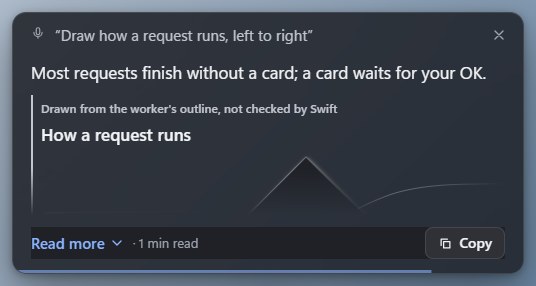 "Draw how a request runs, left to right"
Most requests finish without a card; a card waits for your OK.
Drawn from the worker's outline, not checked by Swift
How a request runs
Read more · 1 min read Copy